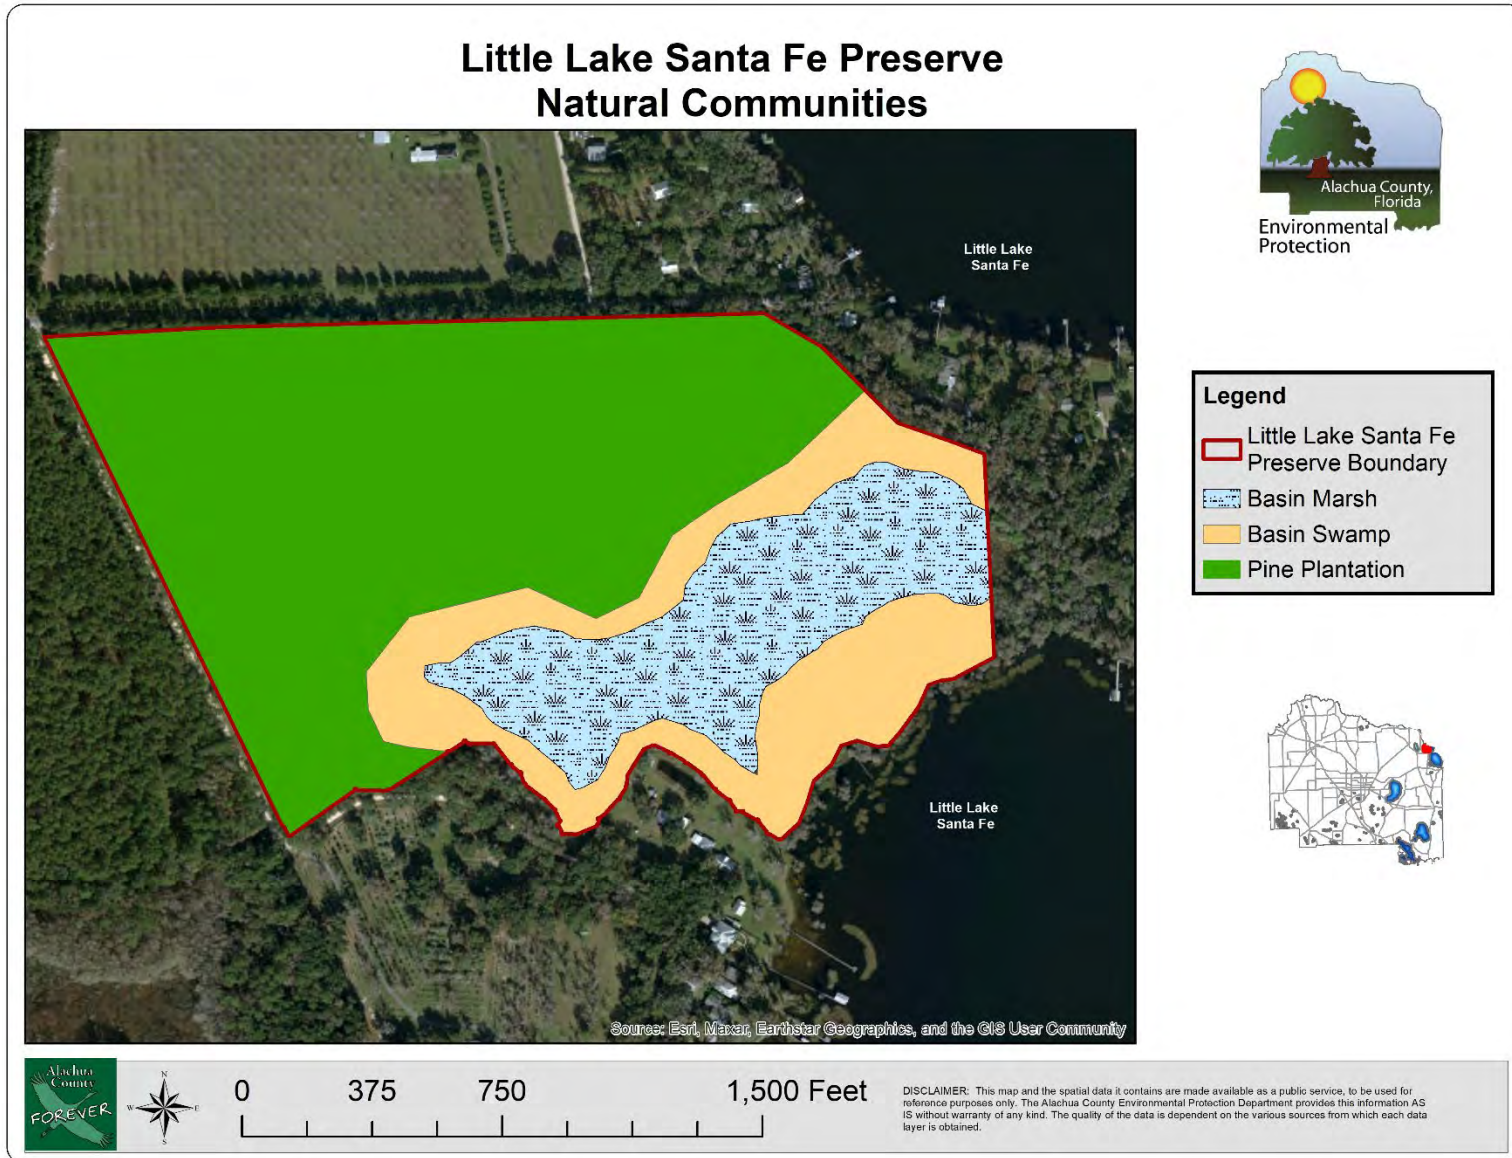 Little Lake Santa Fe Preserve
Natural Communities
Alachua County,
Florida
Environmental
Protection
Little Lake
Santa Fe
Legend
Little Lake Santa Fe
Preserve Boundary
Basin Marsh
Basin Swamp
Pine Plantation
Little Lake
Santa Fe
Source: Esri, Maxar, Earthstar Geographics, and the GIS User Community
Alachua
County
FOREVER
N
W
E
S
0
375
750
1,500 Feet
DISCLAIMER: This map and the spatial data it contains are made available as a public service, to be used for
reference purposes only. The Alachua County Environmental Protection Department provides this information AS
IS without warranty of any kind. The quality of the data is dependent on the various sources from which each data
layer is obtained.